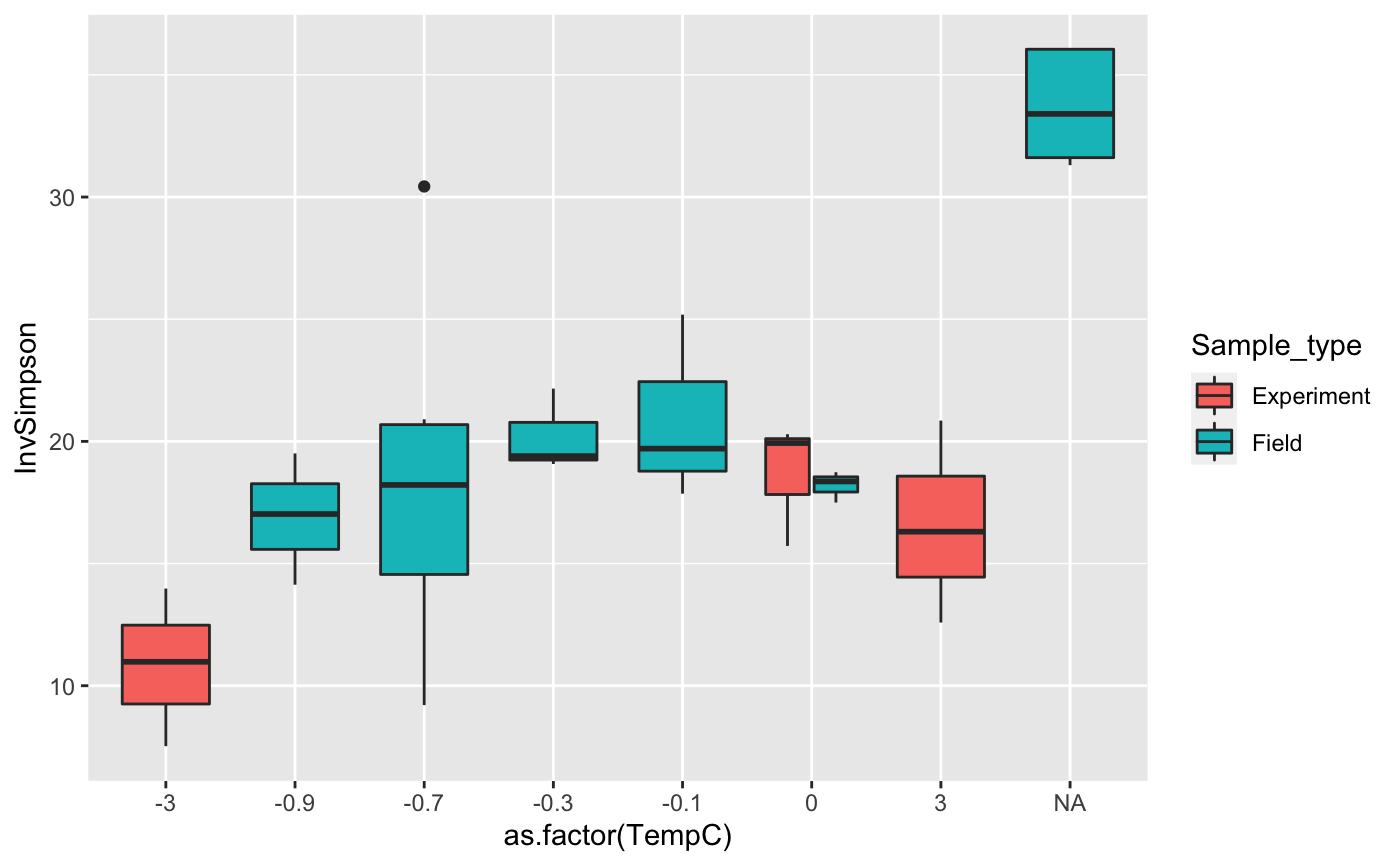 InvSimpson
30
20
10
-3 -0.9 -0.7 -0.3 -0.1 0 3 NA
as.factor(TempC)
Sample_type
Experiment
Field